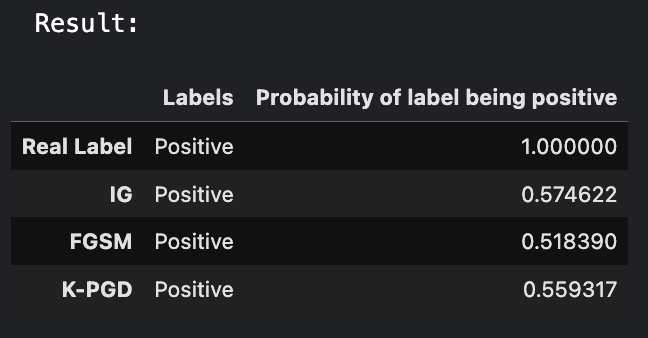 Result:
Labels Probability of label being positive
Real Label Positive 1.000000
IG Positive 0.574622
FGSM Positive 0.518390
K-PGD Positive 0.559317